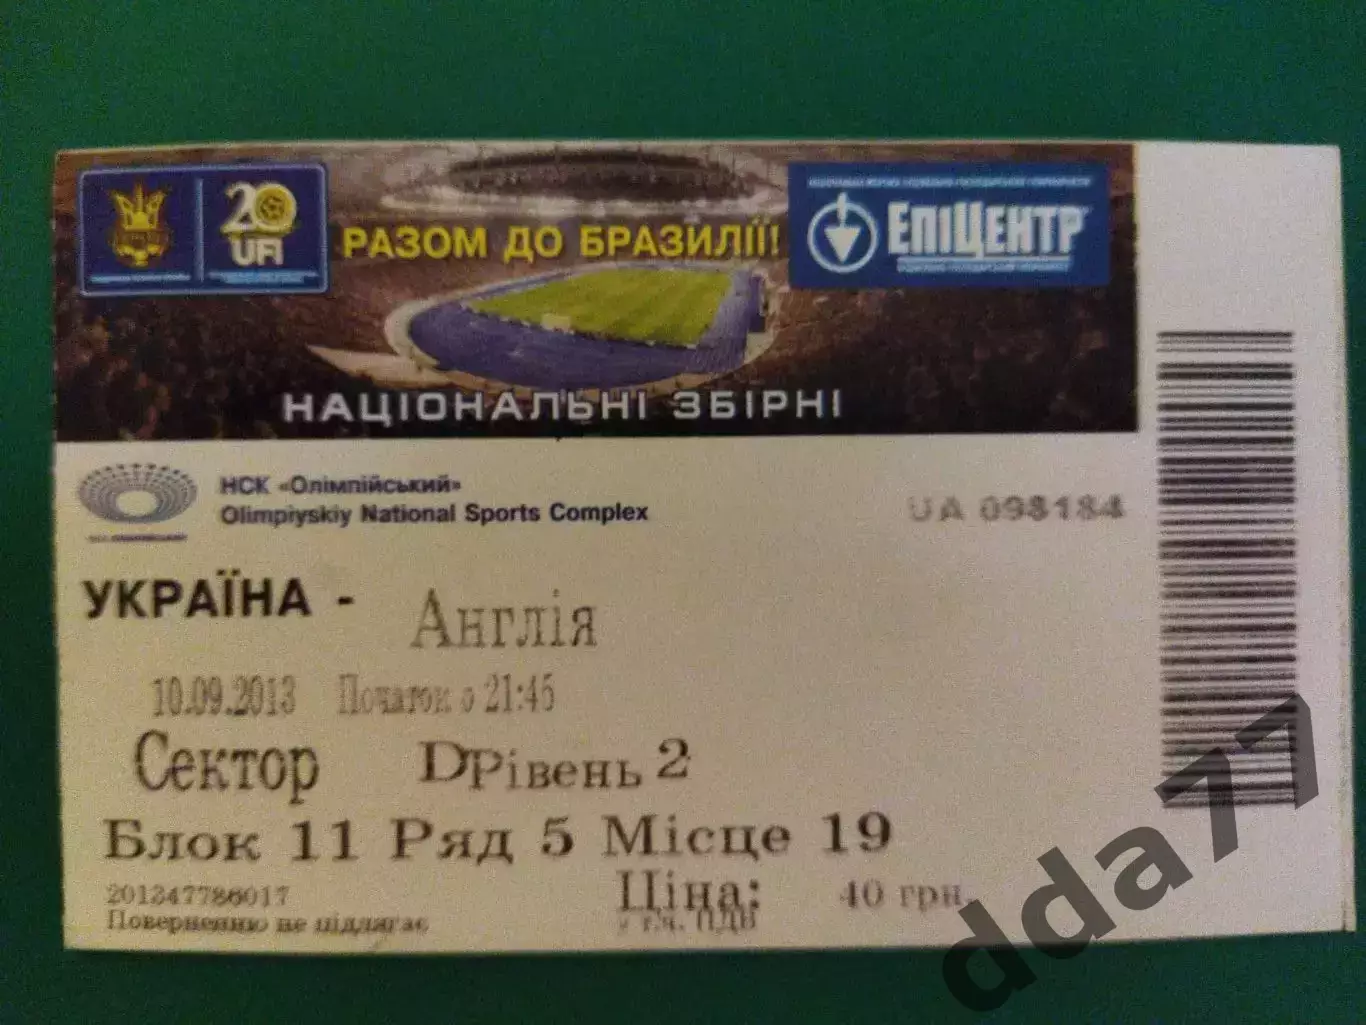 20
UFI
РАЗОМ ДО БРАЗИЛІЇ!
ЕПІЦЕНТР
НАЦІОНАЛЬНІ ЗБІРНІ
НСК «Олімпійський»
Olimpiyskiy National Sports Complex
UA 098184
УКРАЇНА - Англія
10.09.2013 Початок о 21:45
Сектор D Рівень 2
Блок 11 Ряд 5 Місце 19
201347786017
Ціна: 40 грн.
Поверненню не підлягає
у т.ч. ПДВ
dda77